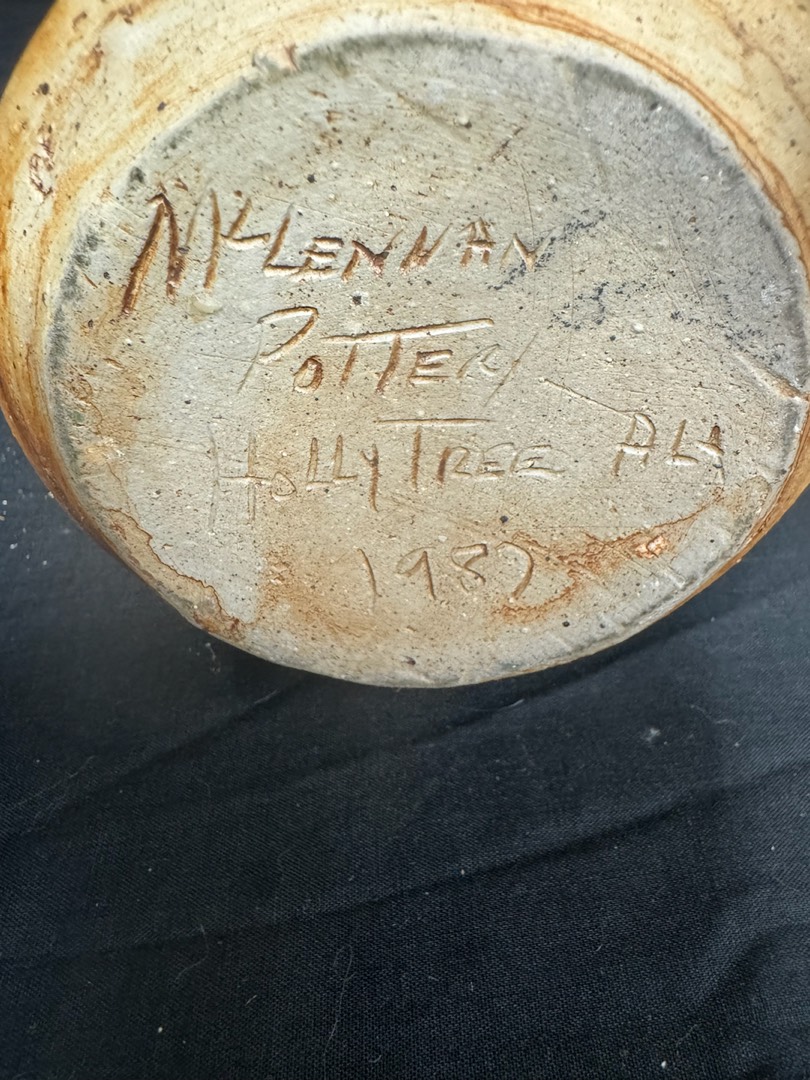 McLENNAN
POTTERY
HOLLYTREE ALA
1987